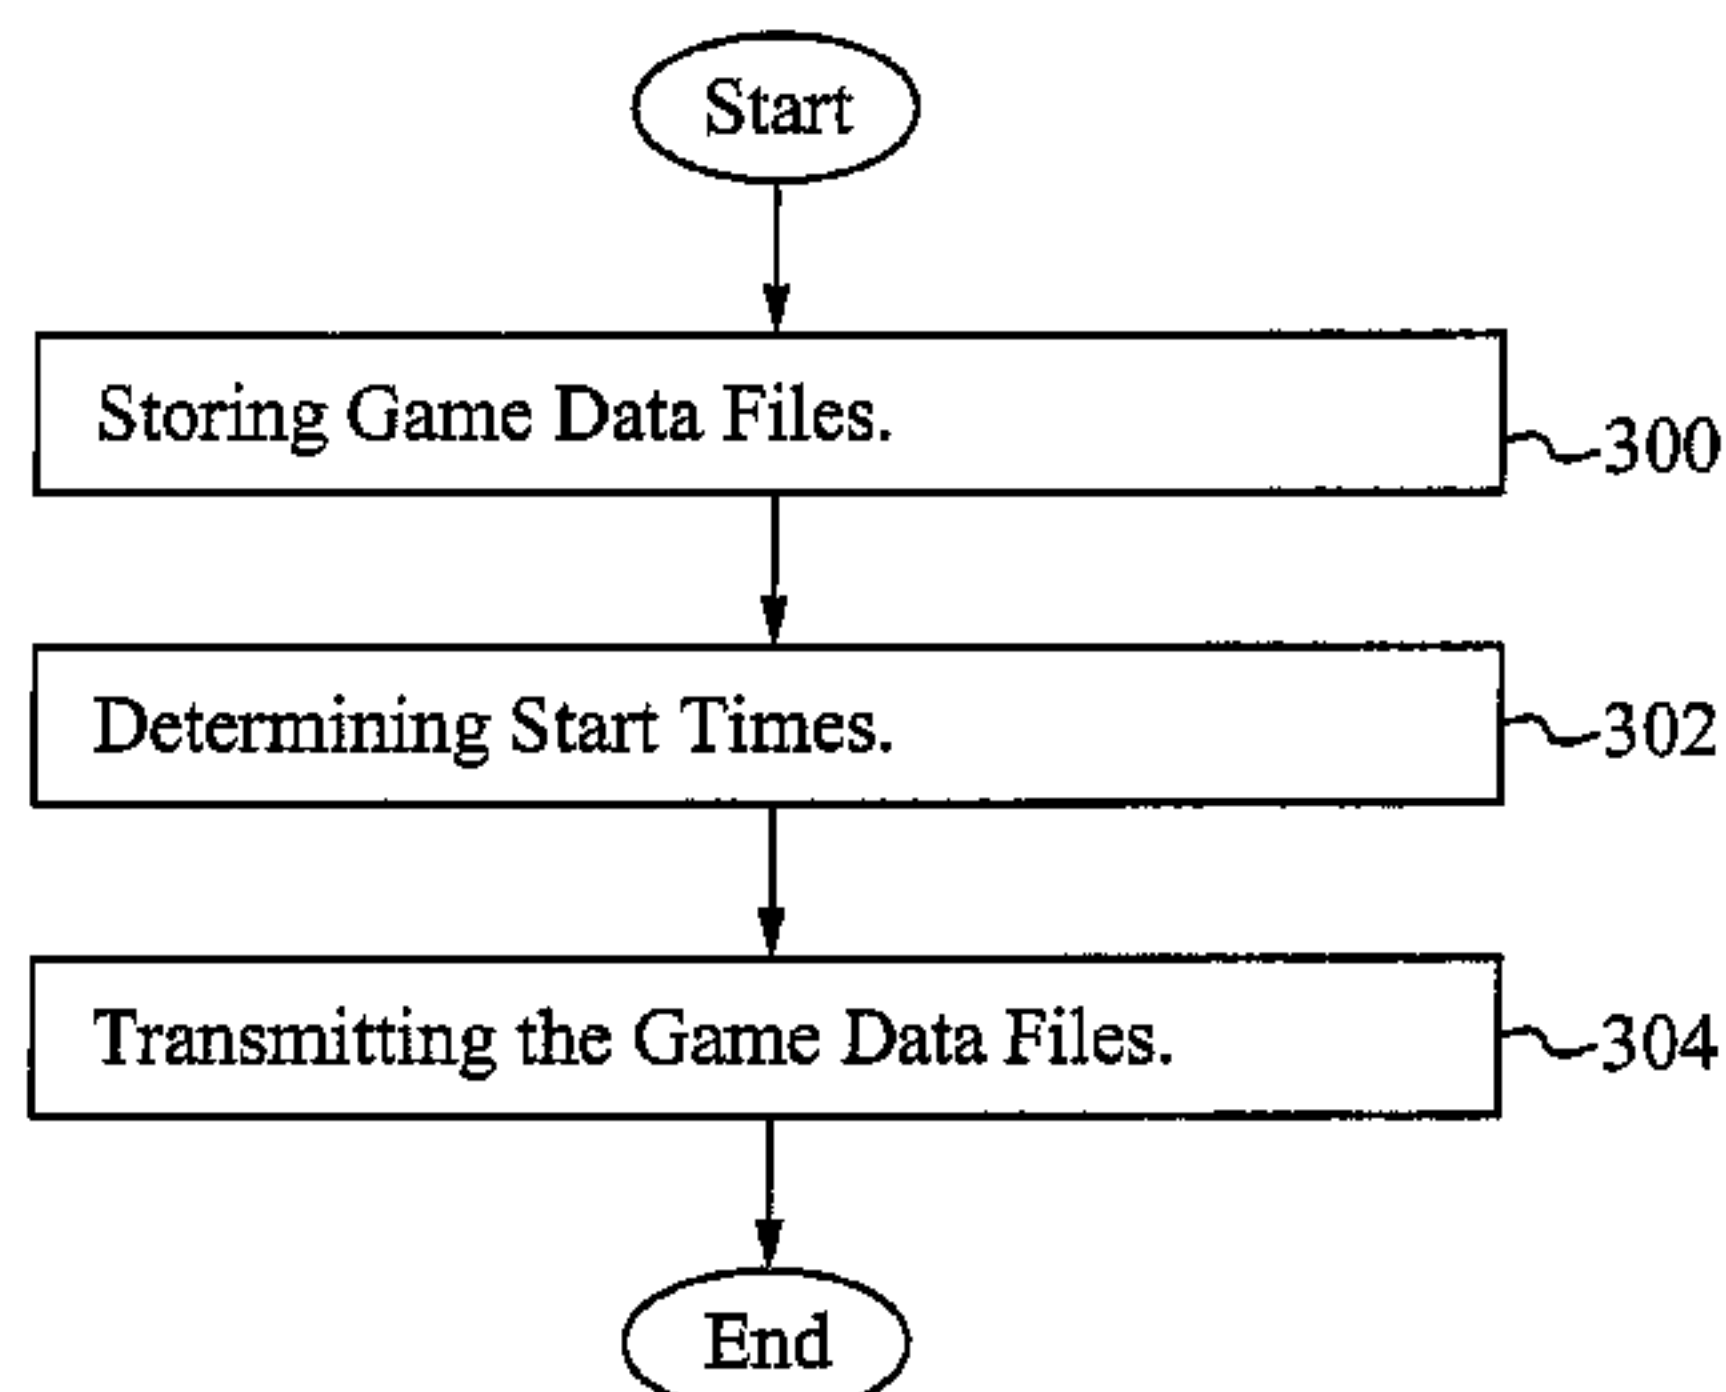 Start
Storing Game Data Files.
300
Determining Start Times.
302
Transmitting the Game Data Files.
304
End